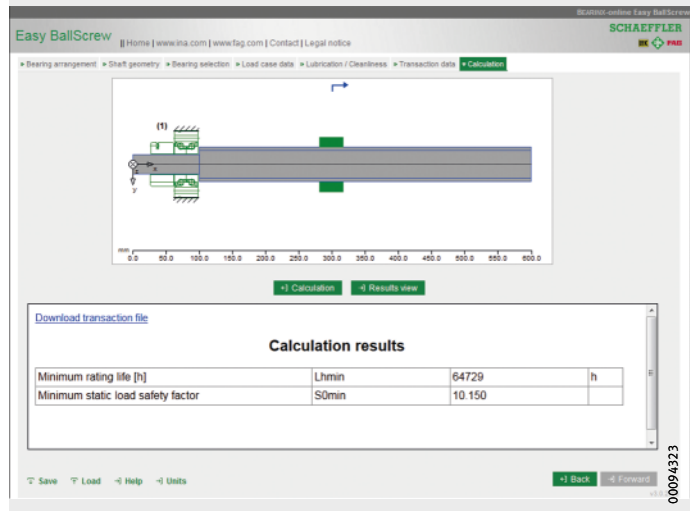 BEARINX-online Easy BallScrew
Easy BallScrew || Home | www.ina.com | www.fag.com | Contact | Legal notice
SCHAEFFLER
INA FAG
Bearing arrangement Shaft geometry Bearing selection Load case data Lubrication / Cleanliness Transaction data Calculation
(1)
z x
y
mm
0.0 50.0 100.0 150.0 200.0 250.0 300.0 350.0 400.0 450.0 500.0 550.0 600.0
Calculation Results view
Download transaction file
Calculation results
Minimum rating life [h] Lhmin 64729 h
Minimum static load safety factor S0min 10.150
Save Load Help Units
Back Forward
00094323